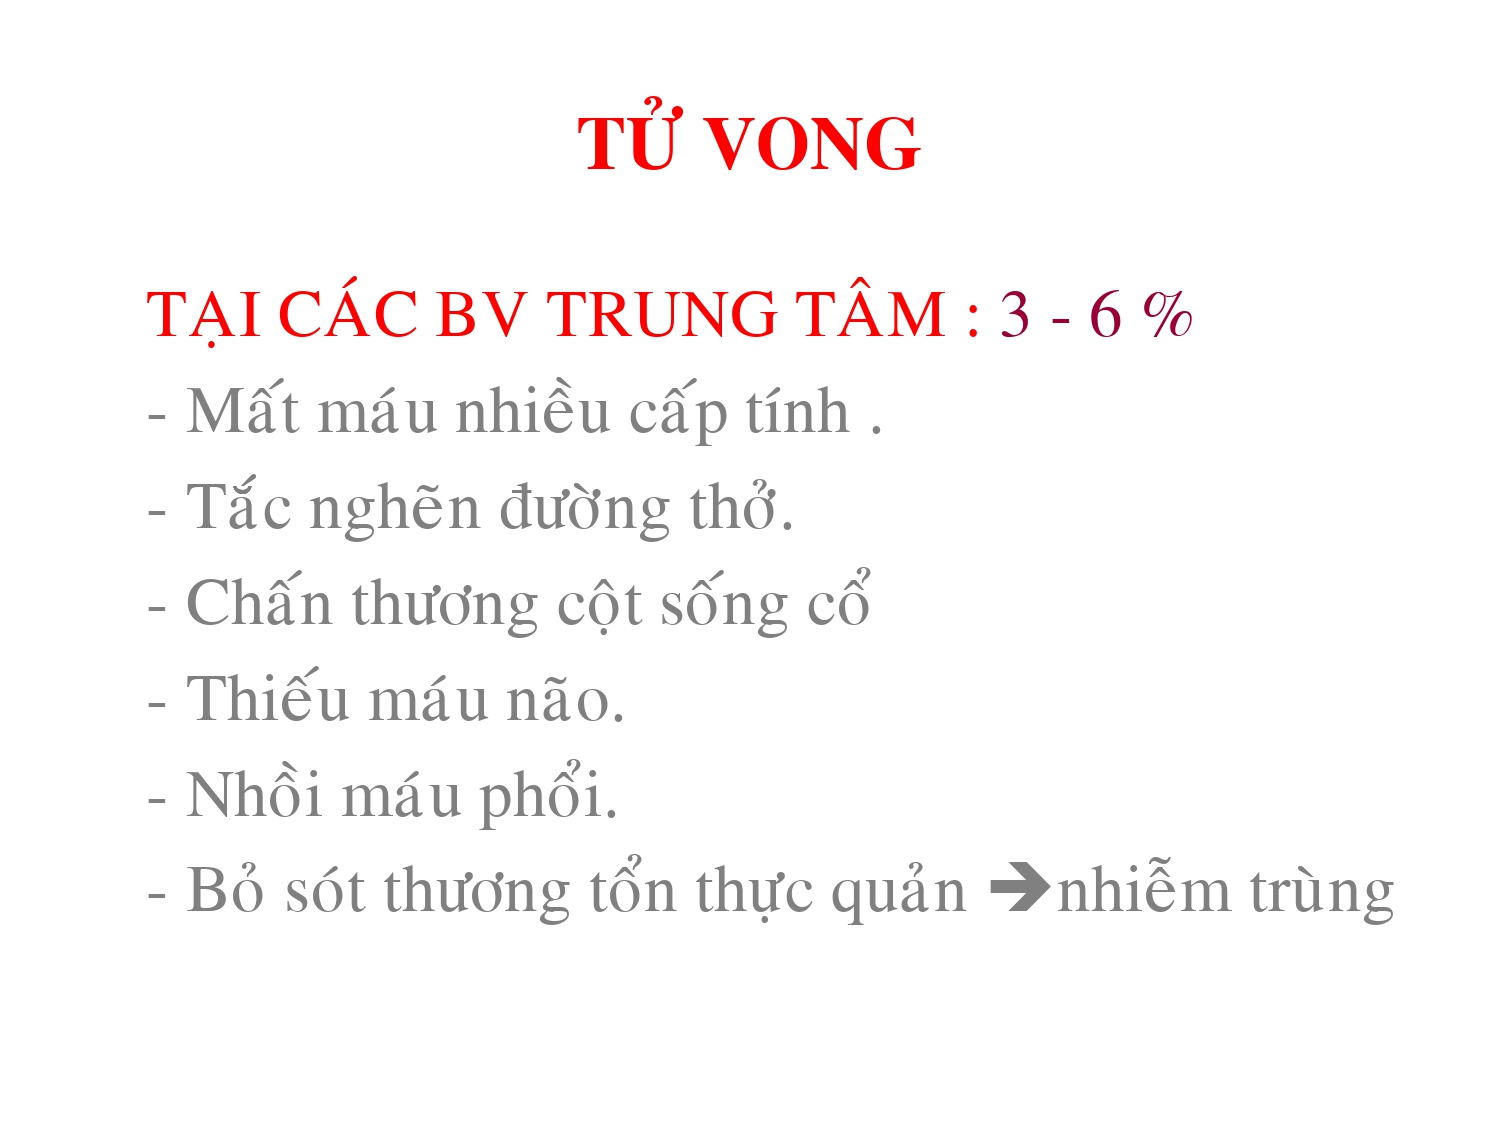 TỬ VONG
TẠI CÁC BV TRUNG TÂM : 3 - 6 %
- Mất máu nhiều cấp tính .
- Tắc nghẽn đường thở.
- Chấn thương cột sống cổ
- Thiếu máu não.
- Nhồi máu phổi.
- Bỏ sót thương tổn thực quản ➔nhiễm trùng